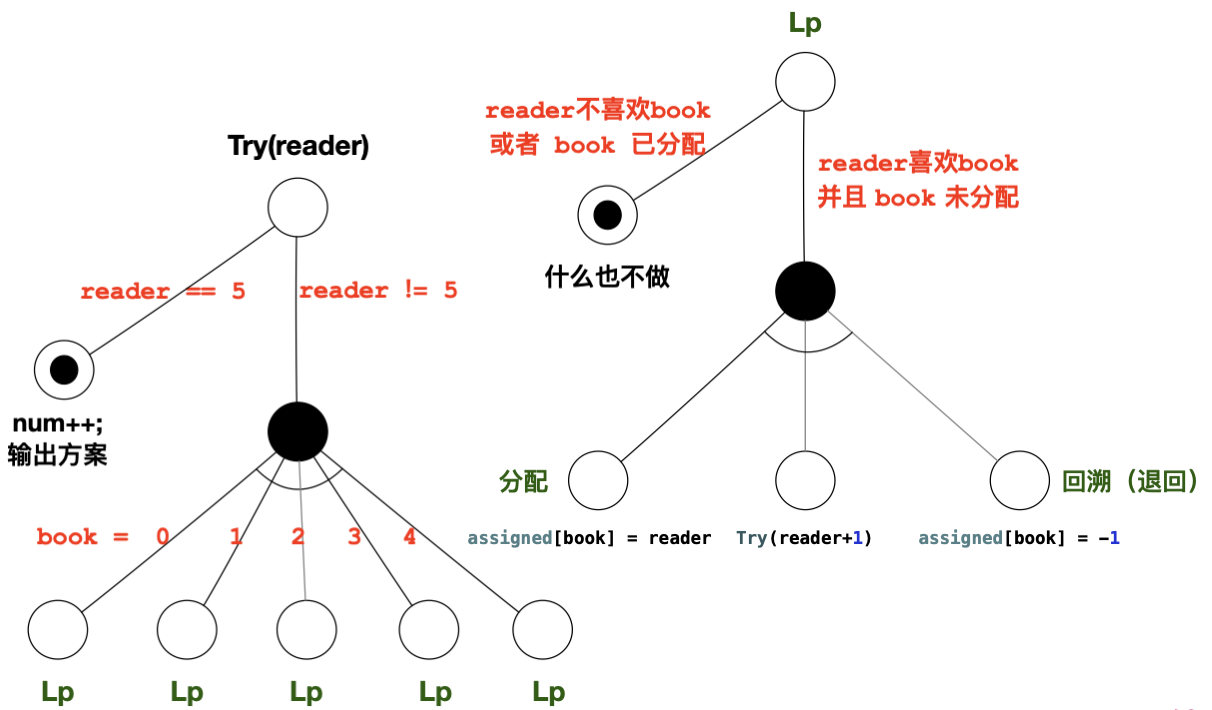 Try(reader)
reader == 5
reader != 5
num++;
输出方案
book = 0 1 2 3 4
Lp Lp Lp Lp Lp
Lp
reader不喜欢book
或者 book 已分配
reader喜欢book
并且 book 未分配
什么也不做
分配
回溯（退回）
assigned[book] = reader
Try(reader+1)
assigned[book] = -1